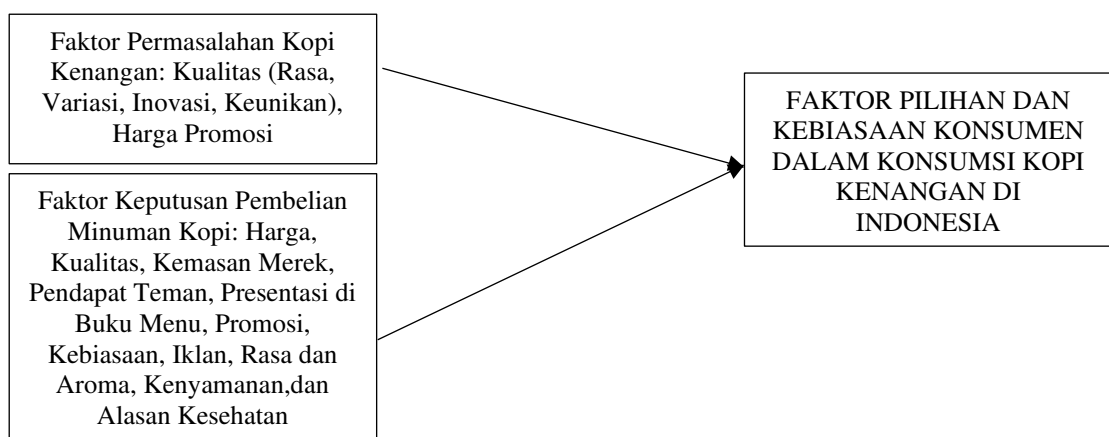 Faktor Permasalahan Kopi
Kenangan: Kualitas (Rasa,
Variasi, Inovasi, Keunikan),
Harga Promosi
Faktor Keputusan Pembelian
Minuman Kopi: Harga,
Kualitas, Kemasan Merek,
Pendapat Teman, Presentasi di
Buku Menu, Promosi,
Kebiasaan, Iklan, Rasa dan
Aroma, Kenyamanan,dan
Alasan Kesehatan
FAKTOR PILIHAN DAN
KEBIASAAN KONSUMEN
DALAM KONSUMSI KOPI
KENANGAN DI
INDONESIA